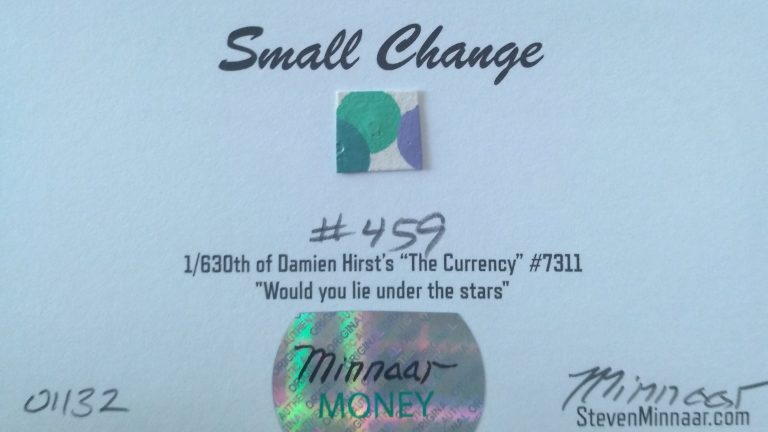 Small Change
#459
1/630th of Damien Hirst's "The Currency" #7311
"Would you lie under the stars"
Minnaar
MONEY
01132
Minnaar
StevenMinnaar.com